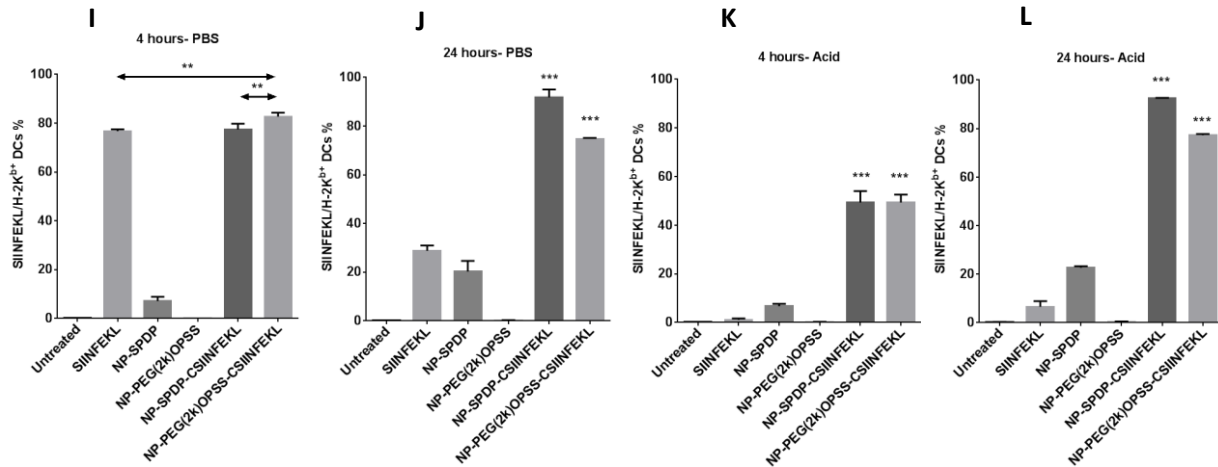 I
4 hours- PBS
**
**
SIINFEKL/H-2Kᵇ⁺ DCs %
100
80
60
40
20
0
Untreated
SIINFEKL
NP-SPDP
NP-PEG(2k)OPSS
NP-SPDP-CSIINFEKL
NP-PEG(2k)OPSS-CSIINFEKL
J
24 hours- PBS
***
***
SIINFEKL/H-2Kᵇ⁺ DCs %
100
80
60
40
20
0
Untreated
SIINFEKL
NP-SPDP
NP-PEG(2k)OPSS
NP-SPDP-CSIINFEKL
NP-PEG(2k)OPSS-CSIINFEKL
K
4 hours- Acid
***
***
SIINFEKL/H-2Kᵇ⁺ DCs %
100
80
60
40
20
0
Untreated
SIINFEKL
NP-SPDP
NP-PEG(2k)OPSS
NP-SPDP-CSIINFEKL
NP-PEG(2k)OPSS-CSIINFEKL
L
24 hours- Acid
***
***
SIINFEKL/H-2Kᵇ⁺ DCs %
100
80
60
40
20
0
Untreated
SIINFEKL
NP-SPDP
NP-PEG(2k)OPSS
NP-SPDP-CSIINFEKL
NP-PEG(2k)OPSS-CSIINFEKL